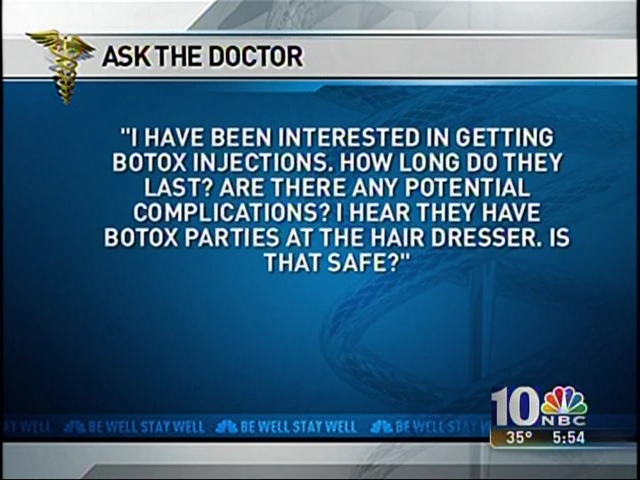 ASK THE DOCTOR
"I HAVE BEEN INTERESTED IN GETTING
BOTOX INJECTIONS. HOW LONG DO THEY
LAST? ARE THERE ANY POTENTIAL
COMPLICATIONS? I HEAR THEY HAVE
BOTOX PARTIES AT THE HAIR DRESSER. IS
THAT SAFE?"
AY WELL BE WELL STAY WELL BE WELL STAY WELL BE WELL STAY WELL
10 NBC
35° 5:54